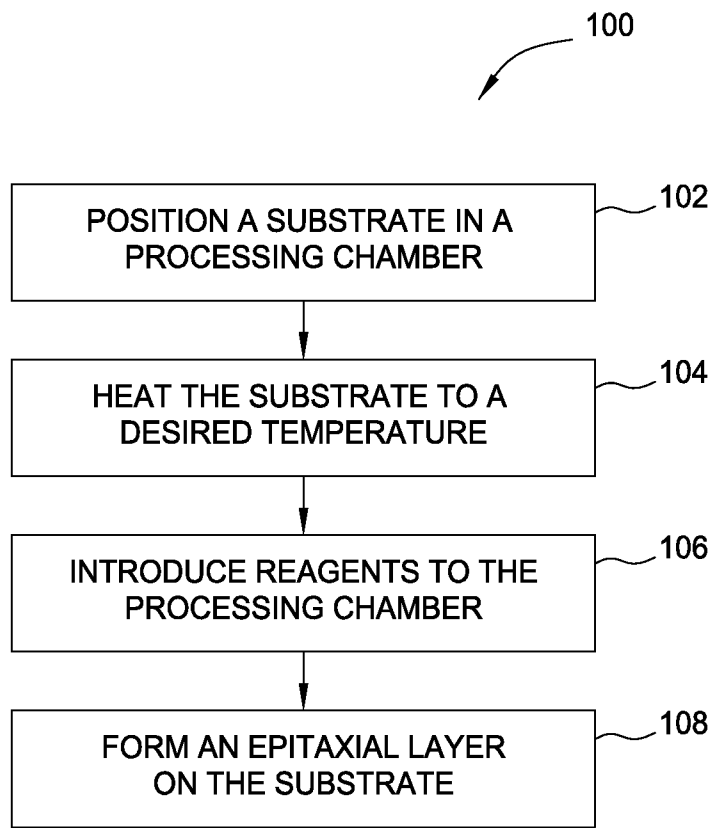 100
POSITION A SUBSTRATE IN A
PROCESSING CHAMBER
102
HEAT THE SUBSTRATE TO A
DESIRED TEMPERATURE
104
INTRODUCE REAGENTS TO THE
PROCESSING CHAMBER
106
FORM AN EPITAXIAL LAYER
ON THE SUBSTRATE
108